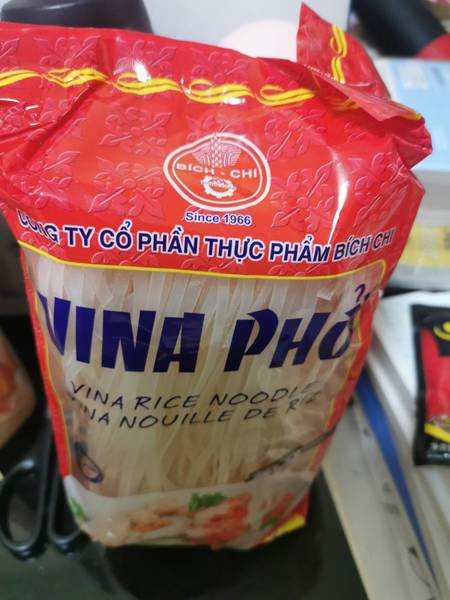 BÍCH - CHI
Since 1966
CÔNG TY CỔ PHẦN THỰC PHẨM BÍCH CHI
VINA PHỞ
VINA RICE NOODLE
VINA NOUILLE DE RIZ